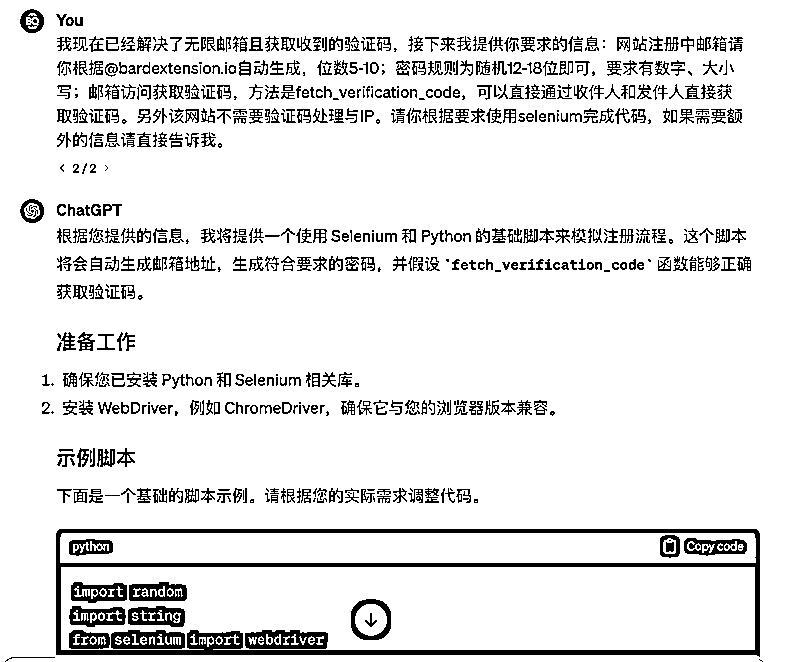 You
我现在已经解决了无限邮箱且获取收到的验证码，接下来我提供你要求的信息：网站注册中邮箱请
你根据@bardextension.io自动生成，位数5-10；密码规则为随机12-18位即可，要求有数字、大小
写；邮箱访问获取验证码，方法是fetch_verification_code，可以直接通过收件人和发件人直接获
取验证码。另外该网站不需要验证码处理与IP。请你根据要求使用selenium完成代码，如果需要额
外的信息请直接告诉我。
2/2
ChatGPT
根据您提供的信息，我将提供一个使用 Selenium 和 Python 的基础脚本来模拟注册流程。这个脚本
将会自动生成邮箱地址，生成符合要求的密码，并假设 `fetch_verification_code` 函数能够正确
获取验证码。
准备工作
1. 确保您已安装 Python 和 Selenium 相关库。
2. 安装 WebDriver，例如 ChromeDriver，确保它与您的浏览器版本兼容。
示例脚本
下面是一个基础的脚本示例。请根据您的实际需求调整代码。
python Copy code
import random
import string
from selenium import webdriver